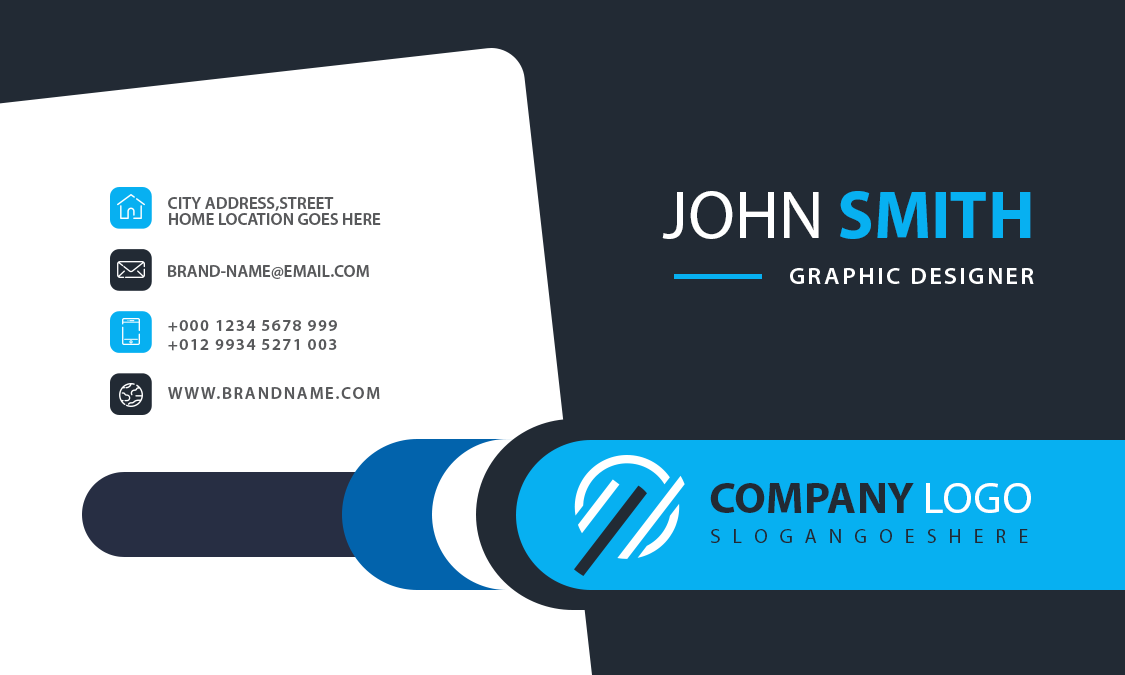 CITY ADDRESS,STREET
HOME LOCATION GOES HERE
BRAND-NAME@EMAIL.COM
+000 1234 5678 999
+012 9934 5271 003
WWW.BRANDNAME.COM
JOHN SMITH
GRAPHIC DESIGNER
COMPANY LOGO
SLOGANGOESHERE